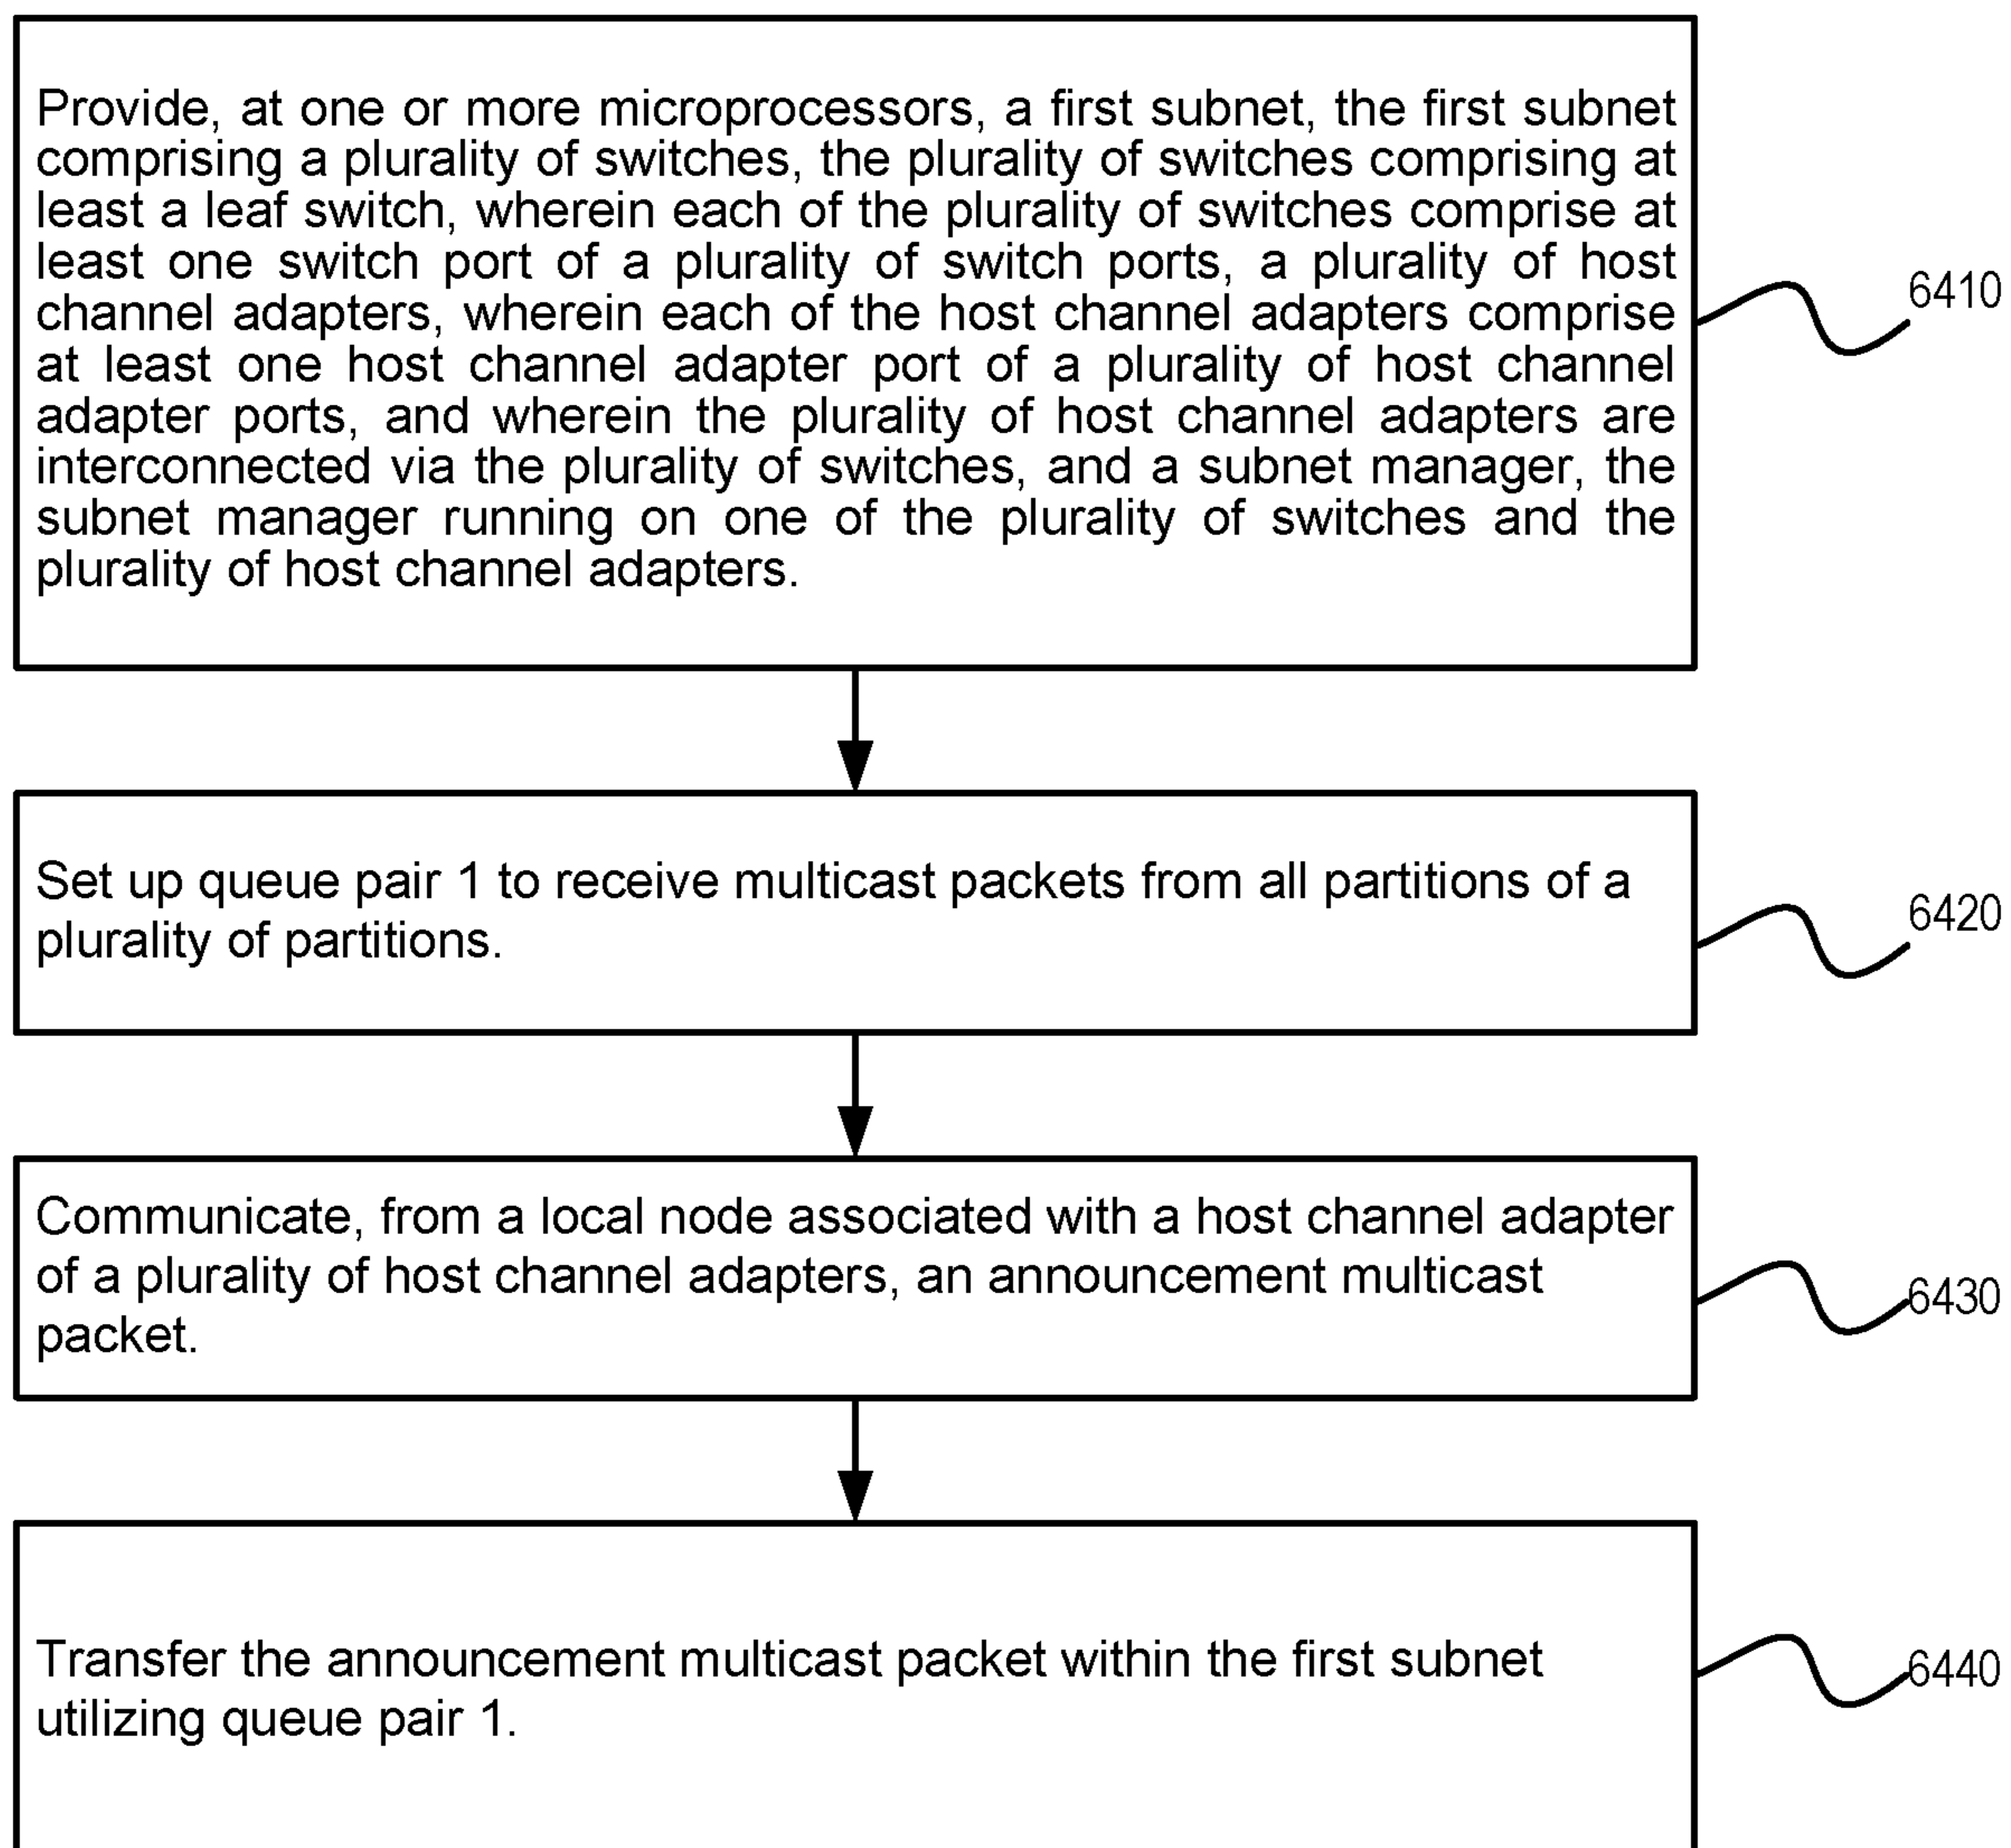 Provide, at one or more microprocessors, a first subnet, the first subnet
comprising a plurality of switches, the plurality of switches comprising at
least a leaf switch, wherein each of the plurality of switches comprise at
least one switch port of a plurality of switch ports, a plurality of host
channel adapters, wherein each of the host channel adapters comprise
at least one host channel adapter port of a plurality of host channel
adapter ports, and wherein the plurality of host channel adapters are
interconnected via the plurality of switches, and a subnet manager, the
subnet manager running on one of the plurality of switches and the
plurality of host channel adapters.
6410
Set up queue pair 1 to receive multicast packets from all partitions of a
plurality of partitions.
6420
Communicate, from a local node associated with a host channel adapter
of a plurality of host channel adapters, an announcement multicast
packet.
6430
Transfer the announcement multicast packet within the first subnet
utilizing queue pair 1.
6440